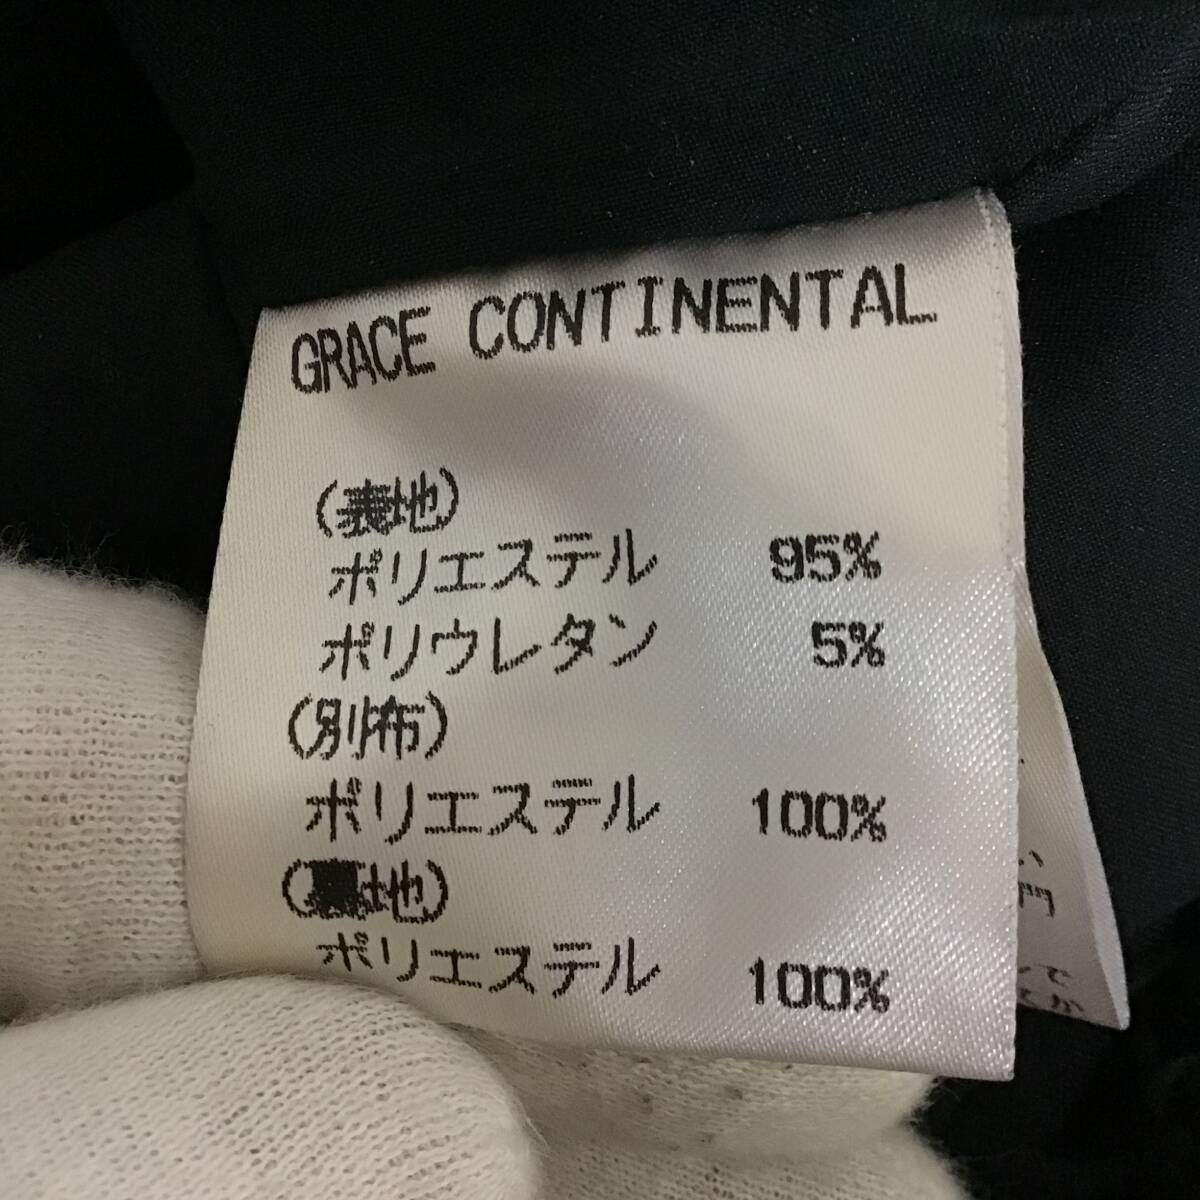 GRACE CONTINENTAL
(表地)
ポリエステル 95%
ポリウレタン 5%
(別布)
ポリエステル 100%
(裏地)
ポリエステル 100%